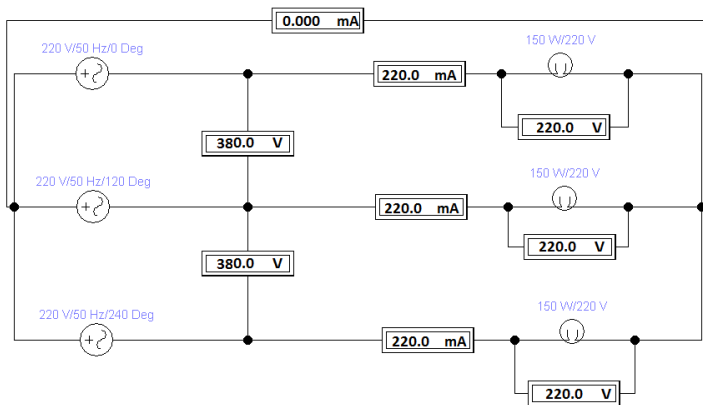 0.000 mA
220 V/50 Hz/0 Deg
150 W/220 V
+
220.0 mA
220.0 V
380.0 V
220 V/50 Hz/120 Deg
150 W/220 V
+
220.0 mA
220.0 V
380.0 V
220 V/50 Hz/240 Deg
150 W/220 V
+
220.0 mA
220.0 V